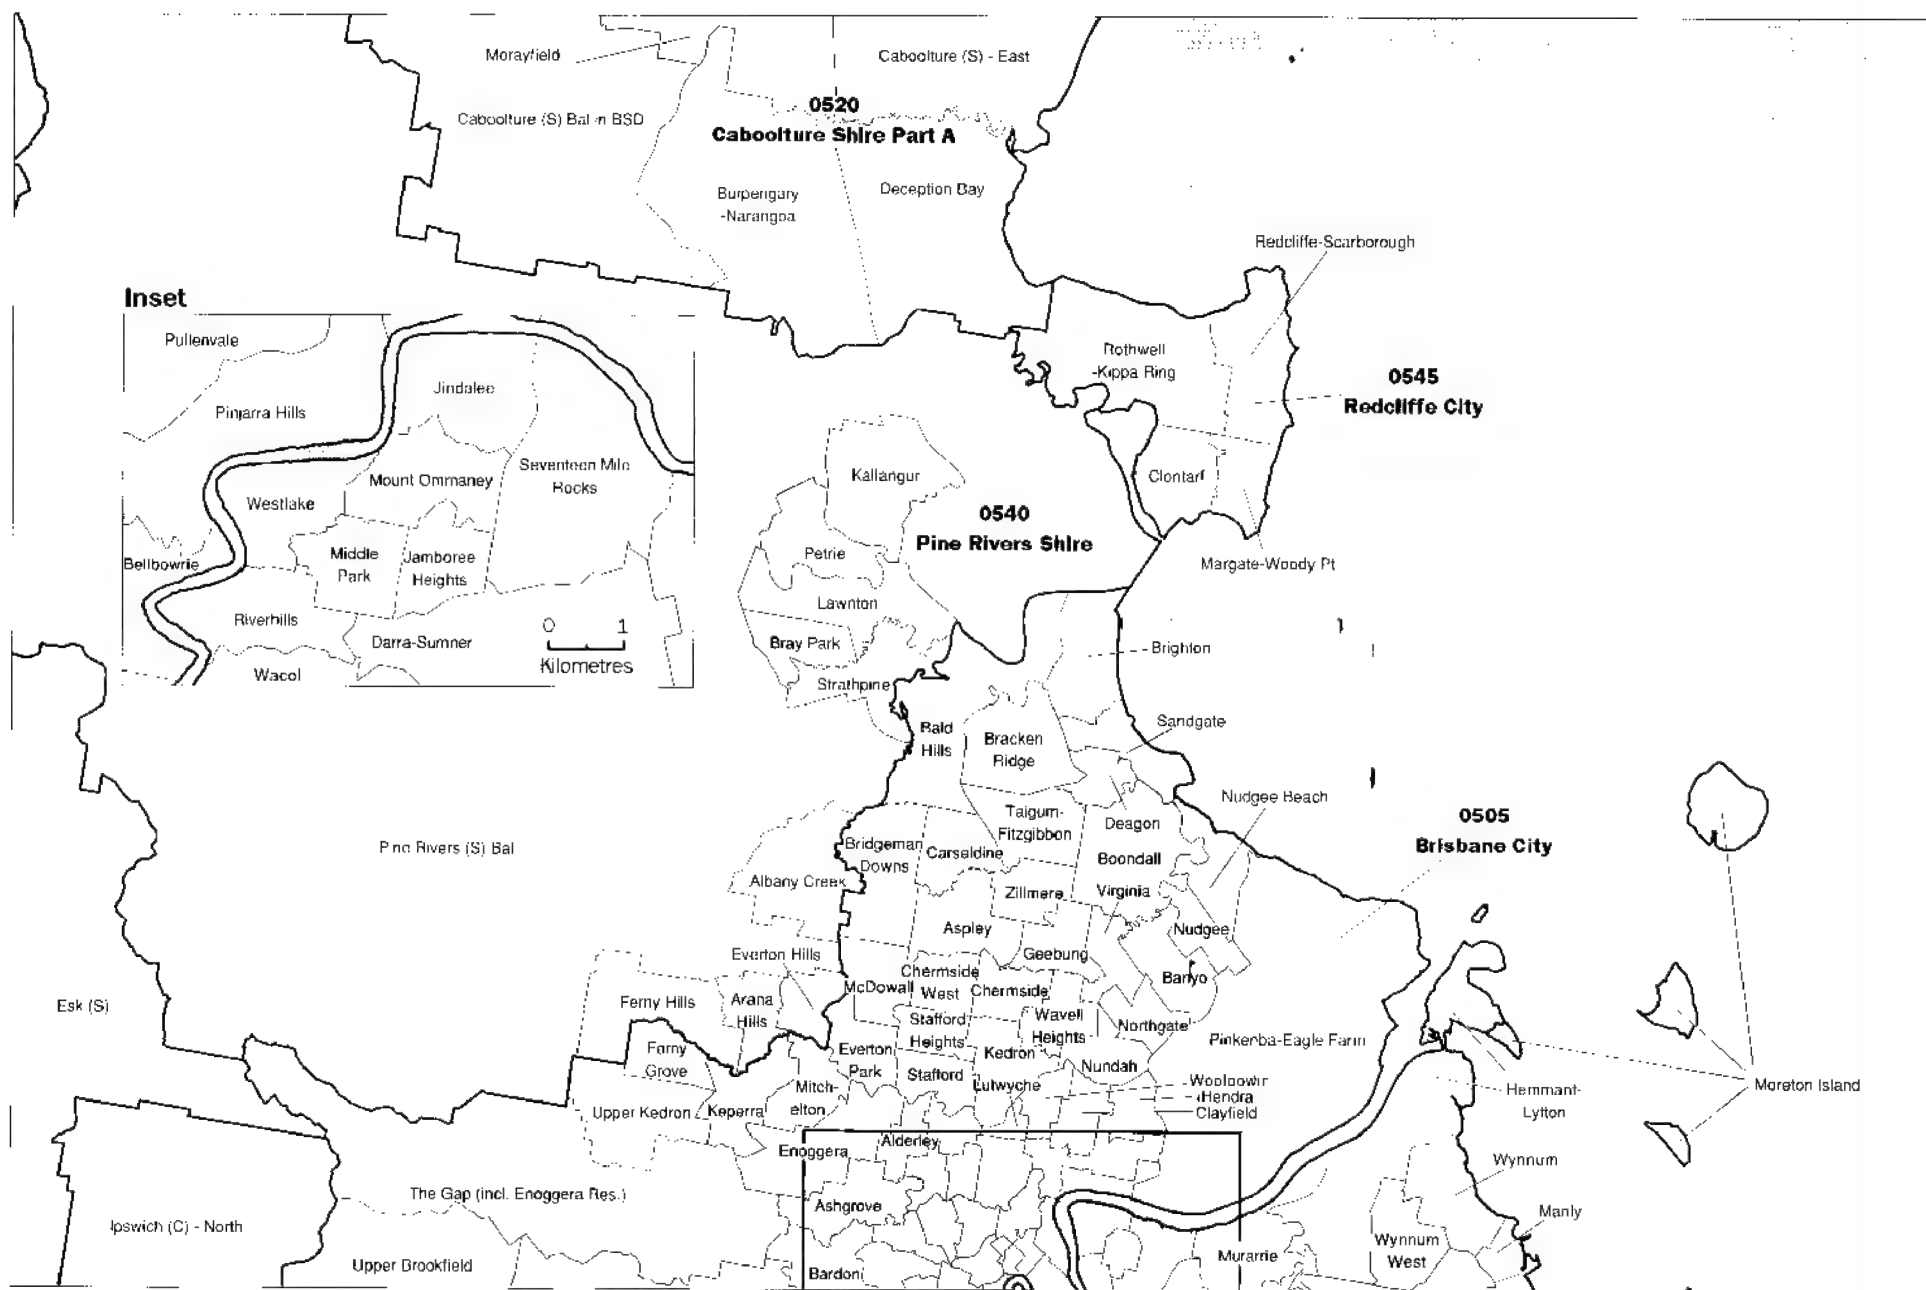 Morayfield
Caboolture (S) - East
0520
Caboolture (S) Bal in BSD
Caboolture Shire Part A
Burpengary
-Narangba
Deception Bay
Redcliffe-Scarborough
Inset
Pullenvale
Jindalee
Pinjarra Hills
Rothwell
-Kippa Ring
0545
Redcliffe City
Seventeen Mile
Rocks
Mount Ommaney
Westlake
Kallangur
Clontarf
0540
Pine Rivers Shire
Middle
Park
Jamboree
Heights
Bellbowrie
Petrie
Margate-Woody Pt
Lawnton
Riverhills
Darra-Sumner
0 1
Kilometres
Wacol
Bray Park
Strathpine
Brighton
Bald
Hills
Bracken
Ridge
Sandgate
Nudgee Beach
Taigum-
Fitzgibbon
Deagon
0505
Brisbane City
Pine Rivers (S) Bal
Bridgeman
Downs
Carseldine
Boondall
Albany Creek
Zillmere
Virginia
Aspley
Nudgee
Everton Hills
Geebung
Banyo
McDowall
Chermside
West
Chermside
Esk (S)
Ferny Hills
Arana
Hills
Stafford
Heights
Wavell
Heights
Northgate
Pinkenba-Eagle Farm
Ferny
Grove
Everton
Park
Kedron
Nundah
Stafford
Lutwyche
Wooloowin
Hendra
Clayfield
Mitch-
elton
Hemmant-
Lytton
Moreton Island
Upper Kedron
Keperra
Enoggera
Alderley
Wynnum
The Gap (incl. Enoggera Res.)
Ashgrove
Manly
Ipswich (C) - North
Upper Brookfield
Bardon
Murarrie
Wynnum
West